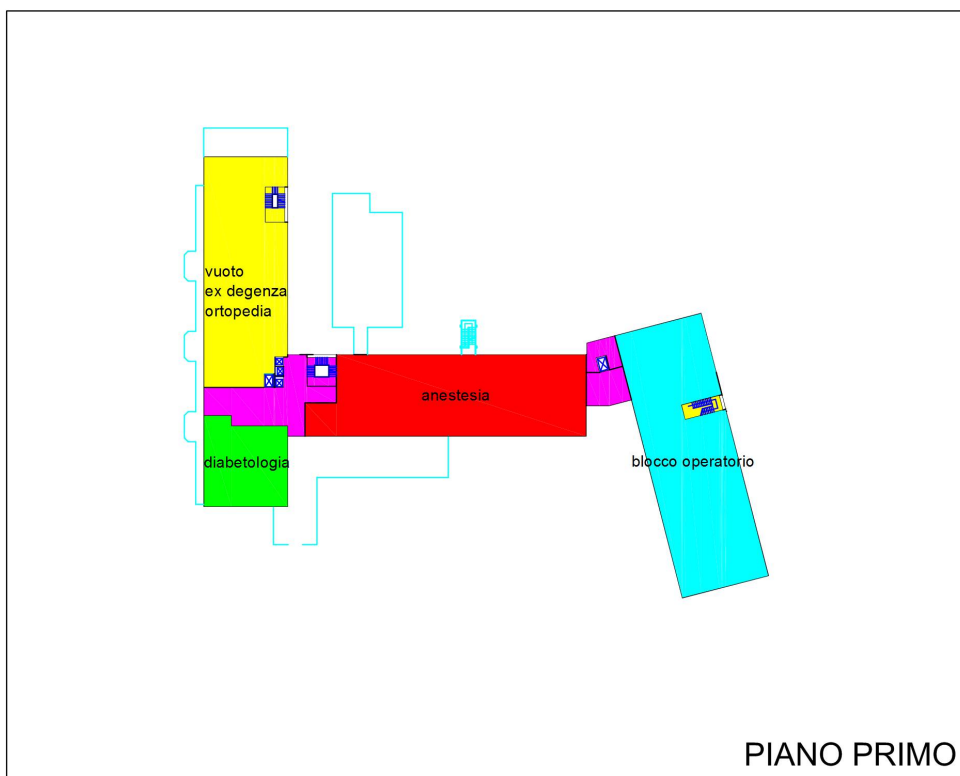 vuoto
ex degenza
ortopedia
anestesia
diabetologia
blocco operatorio
PIANO PRIMO